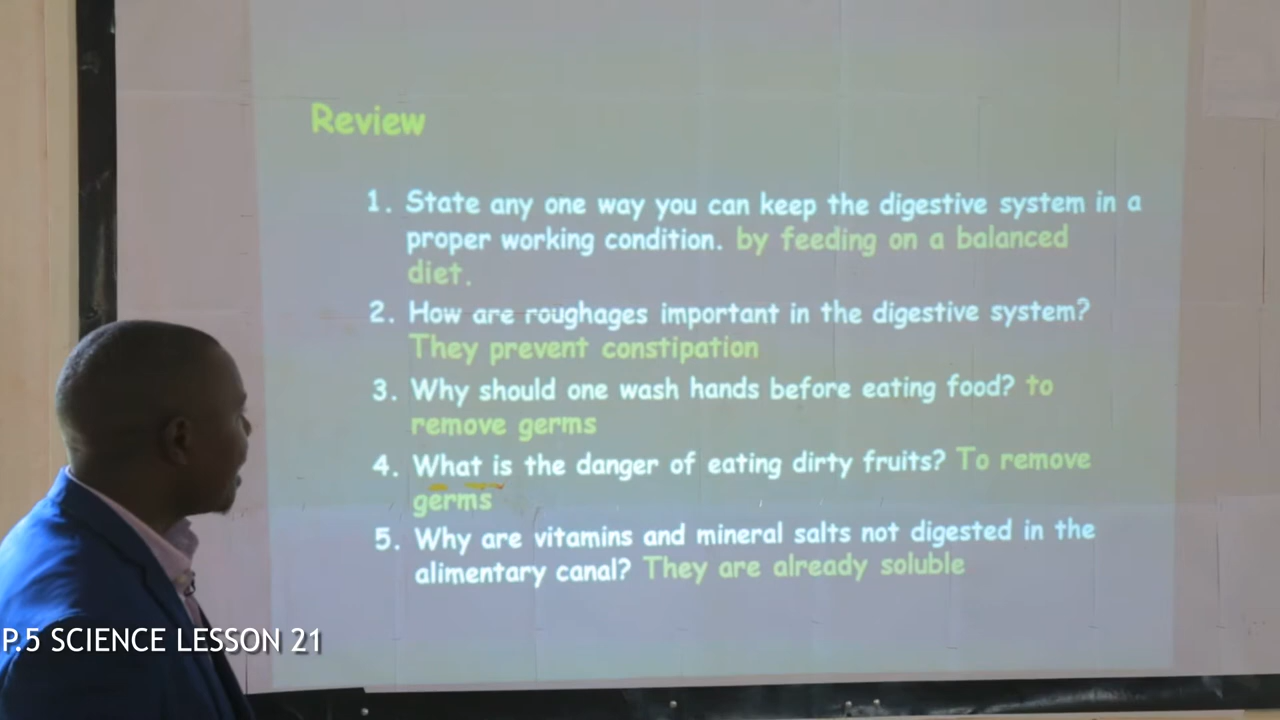 Review
1. State any one way you can keep the digestive system in a
proper working condition. by feeding on a balanced
diet.
2. How are roughages important in the digestive system?
They prevent constipation
3. Why should one wash hands before eating food? to
remove germs
4. What is the danger of eating dirty fruits? To remove
germs
5. Why are vitamins and mineral salts not digested in the
alimentary canal? They are already soluble
P.5 SCIENCE LESSON 21